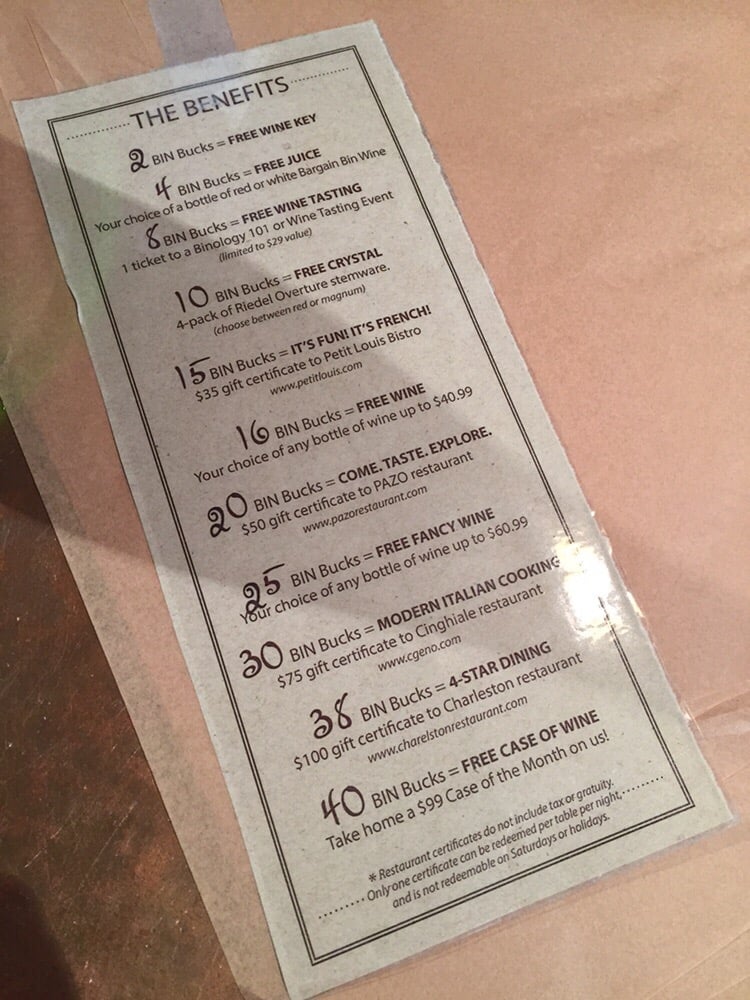 THE BENEFITS
2 BIN Bucks = FREE WINE KEY
4 BIN Bucks = FREE JUICE
Your choice of a bottle of red or white Bargain Bin Wine
8 BIN Bucks = FREE WINE TASTING
1 ticket to a Binology 101 or Wine Tasting Event
(limited to $29 value)
10 BIN Bucks = FREE CRYSTAL
4-pack of Riedel Overture stemware.
(choose between red or magnum)
15 BIN Bucks = IT'S FUN! IT'S FRENCH!
$35 gift certificate to Petit Louis Bistro
www.petitlouis.com
16 BIN Bucks = FREE WINE
Your choice of any bottle of wine up to $40.99
20 BIN Bucks = COME. TASTE. EXPLORE.
$50 gift certificate to PAZO restaurant
www.pazorestaurant.com
25 BIN Bucks = FREE FANCY WINE
Your choice of any bottle of wine up to $60.99
30 BIN Bucks = MODERN ITALIAN COOKING
$75 gift certificate to Cinghiale restaurant
www.cgeno.com
38 BIN Bucks = 4-STAR DINING
$100 gift certificate to Charleston restaurant
www.charelstonrestaurant.com
40 BIN Bucks = FREE CASE OF WINE
Take home a $99 Case of the Month on us!
* Restaurant certificates do not include tax or gratuity.
Only one certificate can be redeemed per table per night,
and is not redeemable on Saturdays or holidays.